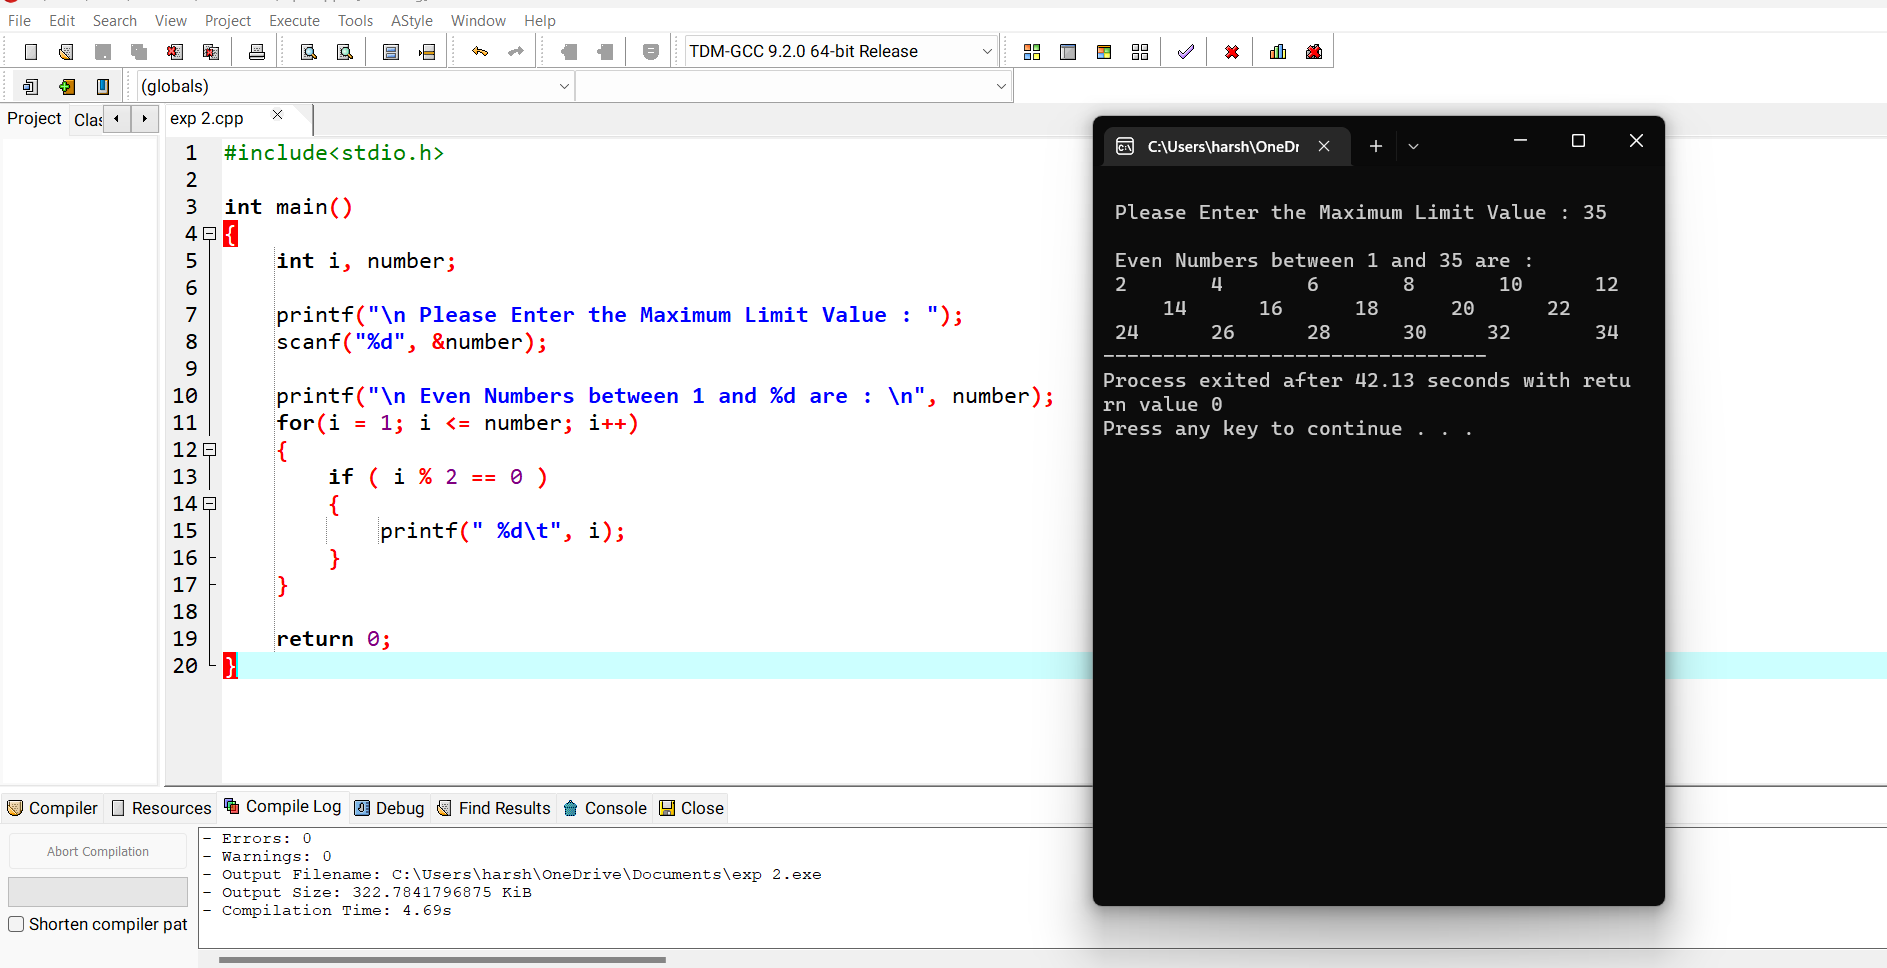 File Edit Search View Project Execute Tools AStyle Window Help
TDM-GCC 9.2.0 64-bit Release
(globals)
Project Clas
exp 2.cpp
1 #include<stdio.h>
2
3 int main()
4 {
5 int i, number;
6
7 printf("\n Please Enter the Maximum Limit Value : ");
8 scanf("%d", &number);
9
10 printf("\n Even Numbers between 1 and %d are : \n", number);
11 for(i = 1; i <= number; i++)
12 {
13 if ( i % 2 == 0 )
14 {
15 printf(" %d\t", i);
16 }
17 }
18
19 return 0;
20 }
C:\Users\harsh\OneDr
Please Enter the Maximum Limit Value : 35
Even Numbers between 1 and 35 are :
2 4 6 8 10 12
14 16 18 20 22
24 26 28 30 32 34
--------------------------------
Process exited after 42.13 seconds with retu
rn value 0
Press any key to continue . . .
Compiler Resources Compile Log Debug Find Results Console Close
Abort Compilation
Shorten compiler pat
- Errors: 0
- Warnings: 0
- Output Filename: C:\Users\harsh\OneDrive\Documents\exp 2.exe
- Output Size: 322.7841796875 KiB
- Compilation Time: 4.69s